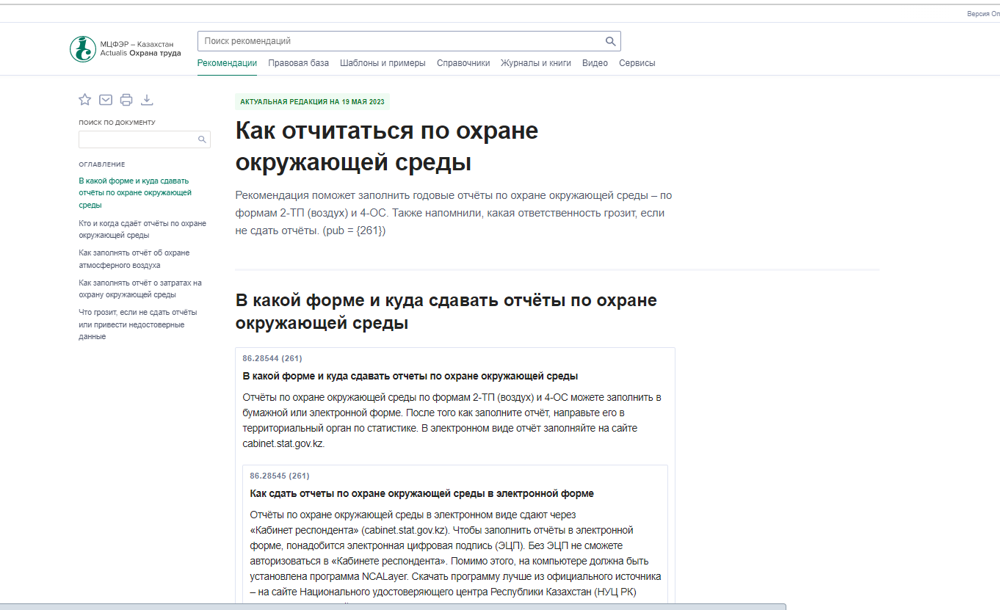 Версия Оп
МЦФЭР – Казахстан
Actualis Охрана труда
Поиск рекомендаций
Рекомендации Правовая база Шаблоны и примеры Справочники Журналы и книги Видео Сервисы
ПОИСК ПО ДОКУМЕНТУ
ОГЛАВЛЕНИЕ
В какой форме и куда сдавать
отчёты по охране окружающей
среды
Кто и когда сдаёт отчёты по охране
окружающей среды
Как заполнять отчёт об охране
атмосферного воздуха
Как заполнять отчёт о затратах на
охрану окружающей среды
Что грозит, если не сдать отчёты
или привести недостоверные
данные
АКТУАЛЬНАЯ РЕДАКЦИЯ НА 19 МАЯ 2023
Как отчитаться по охране
окружающей среды
Рекомендация поможет заполнить годовые отчёты по охране окружающей среды – по
формам 2-ТП (воздух) и 4-ОС. Также напомнили, какая ответственность грозит, если
не сдать отчёты. (pub = {261})
В какой форме и куда сдавать отчёты по охране
окружающей среды
86.28544 (261)
В какой форме и куда сдавать отчеты по охране окружающей среды
Отчёты по охране окружающей среды по формам 2-ТП (воздух) и 4-ОС можете заполнить в
бумажной или электронной форме. После того как заполните отчёт, направьте его в
территориальный орган по статистике. В электронном виде отчёт заполняйте на сайте
cabinet.stat.gov.kz.
86.28545 (261)
Как сдать отчеты по охране окружающей среды в электронной форме
Отчёты по охране окружающей среды в электронном виде сдают через
«Кабинет респондента» (cabinet.stat.gov.kz). Чтобы заполнить отчёты в электронной
форме, понадобится электронная цифровая подпись (ЭЦП). Без ЭЦП не сможете
авторизоваться в «Кабинете респондента». Помимо этого, на компьютере должна быть
установлена программа NCALayer. Скачать программу лучше из официального источника
– на сайте Национального удостоверяющего центра Республики Казахстан (НУЦ РК)